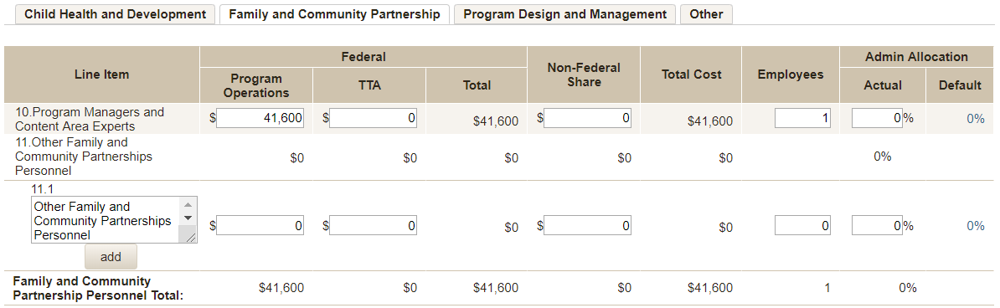 Child Health and Development Family and Community Partnership Program Design and Management Other
Federal Admin Allocation
Line Item Program Operations TTA Total Non-Federal Share Total Cost Employees Actual Default
10.Program Managers and
Content Area Experts
$ 41,600 $ 0 $41,600 $ 0 $41,600 1 0% 0%
11.Other Family and
Community Partnerships
Personnel
$0 $0 $0 $0 $0 0%
11.1
Other Family and
Community Partnerships
Personnel
$ 0 $ 0 $0 $ 0 $0 0 0% 0%
add
Family and Community
Partnership Personnel Total:
$41,600 $0 $41,600 $0 $41,600 1 0%